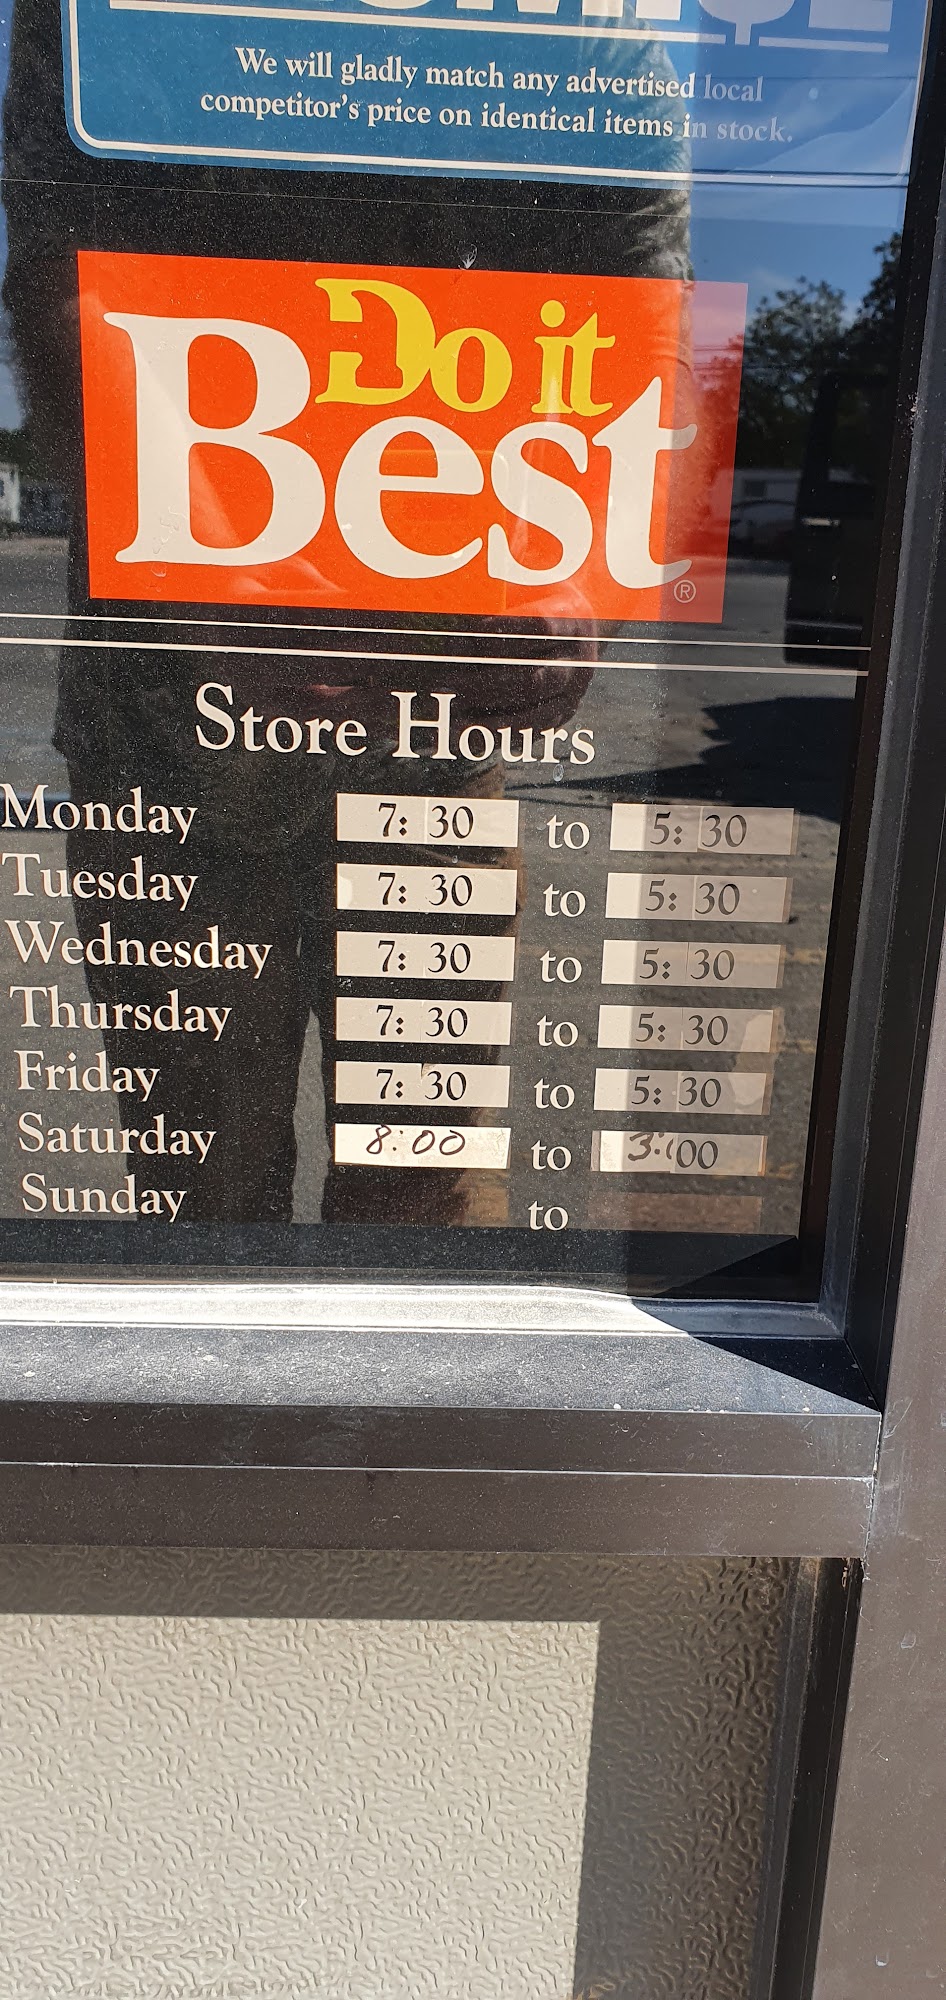 We will gladly match any advertised local
competitor's price on identical items in stock.
Do it
Best®
Store Hours
Monday 7: 30 to 5: 30
Tuesday 7: 30 to 5: 30
Wednesday 7: 30 to 5: 30
Thursday 7: 30 to 5: 30
Friday 7: 30 to 5: 30
Saturday 8:00 to 3:00
Sunday to